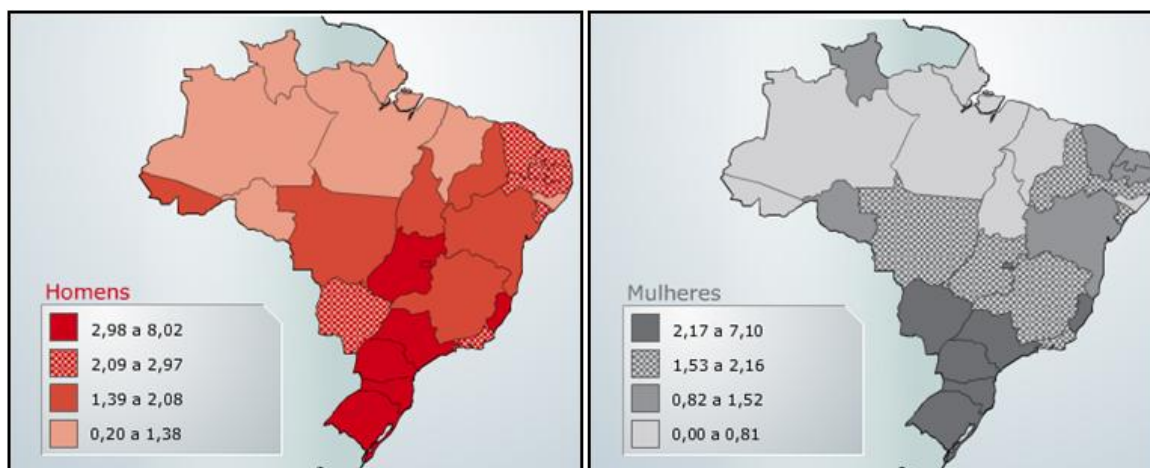 Homens
2,98 a 8,02
2,09 a 2,97
1,39 a 2,08
0,20 a 1,38
Mulheres
2,17 a 7,10
1,53 a 2,16
0,82 a 1,52
0,00 a 0,81